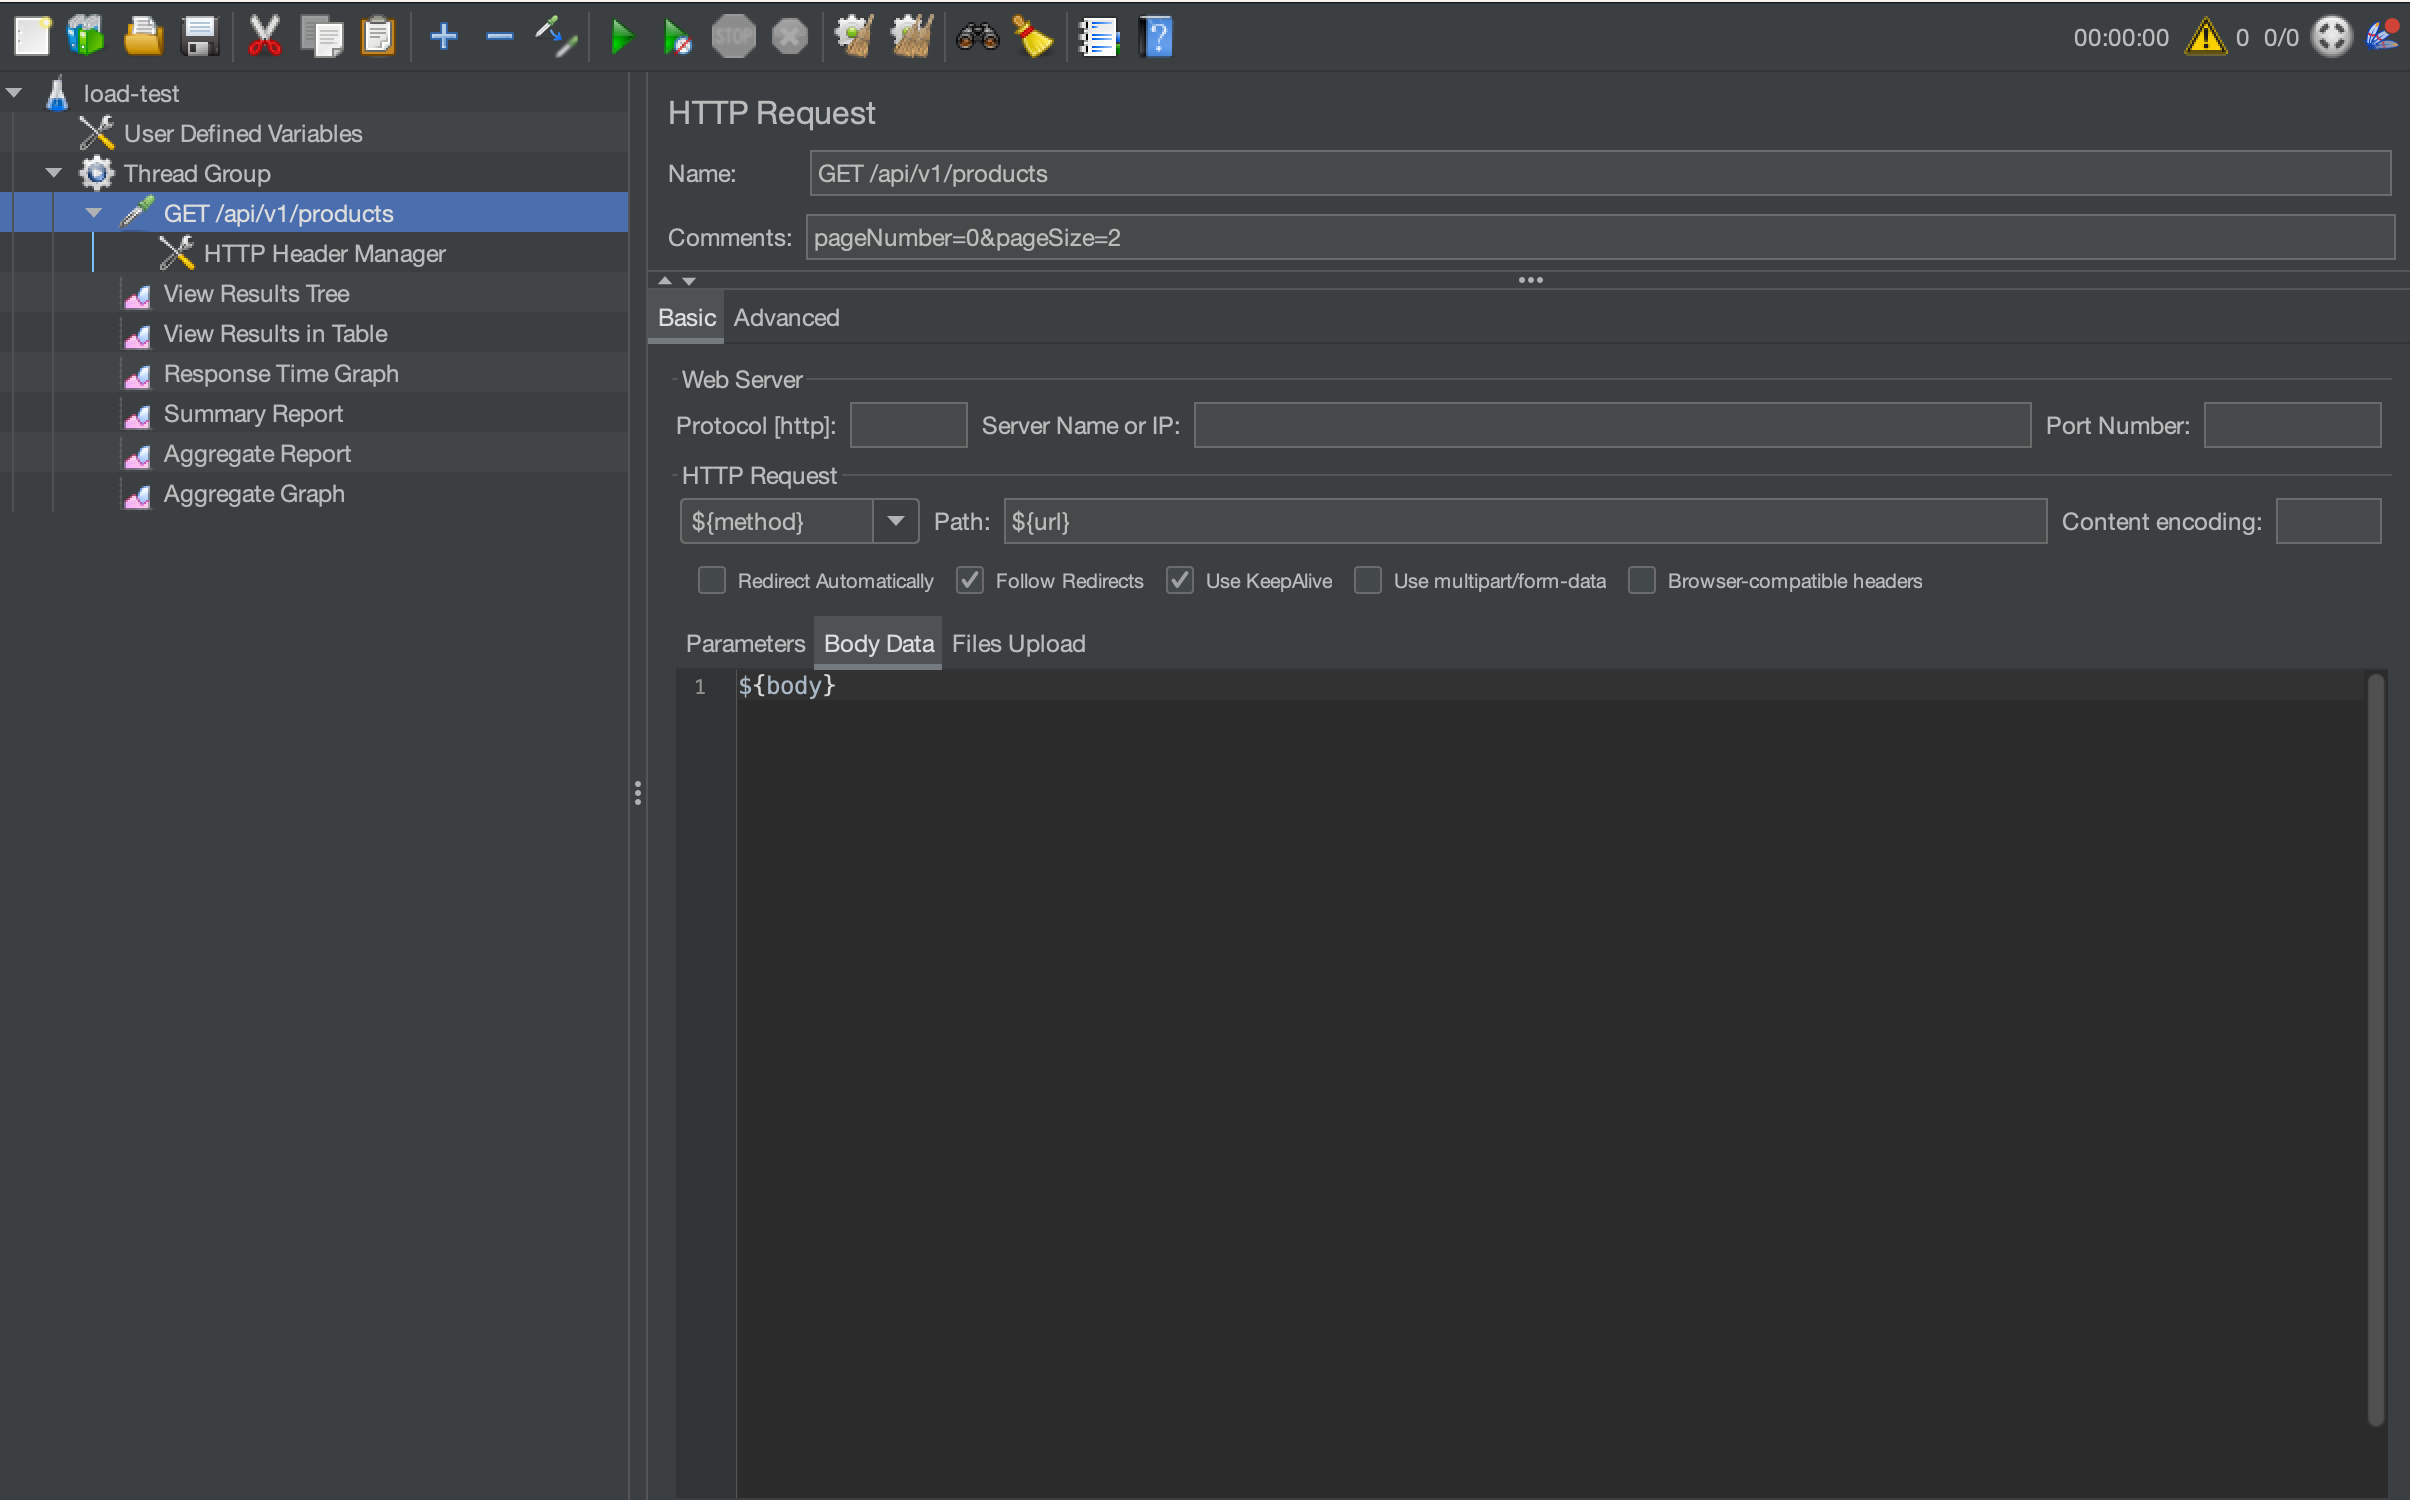 STOP
00:00:00 0 0/0
load-test
User Defined Variables
Thread Group
GET /api/v1/products
HTTP Header Manager
View Results Tree
View Results in Table
Response Time Graph
Summary Report
Aggregate Report
Aggregate Graph
HTTP Request
Name: GET /api/v1/products
Comments: pageNumber=0&pageSize=2
Basic Advanced
Web Server
Protocol [http]: Server Name or IP: Port Number:
HTTP Request
${method} Path: ${url} Content encoding:
Redirect Automatically Follow Redirects Use KeepAlive Use multipart/form-data Browser-compatible headers
Parameters Body Data Files Upload
1 ${body}